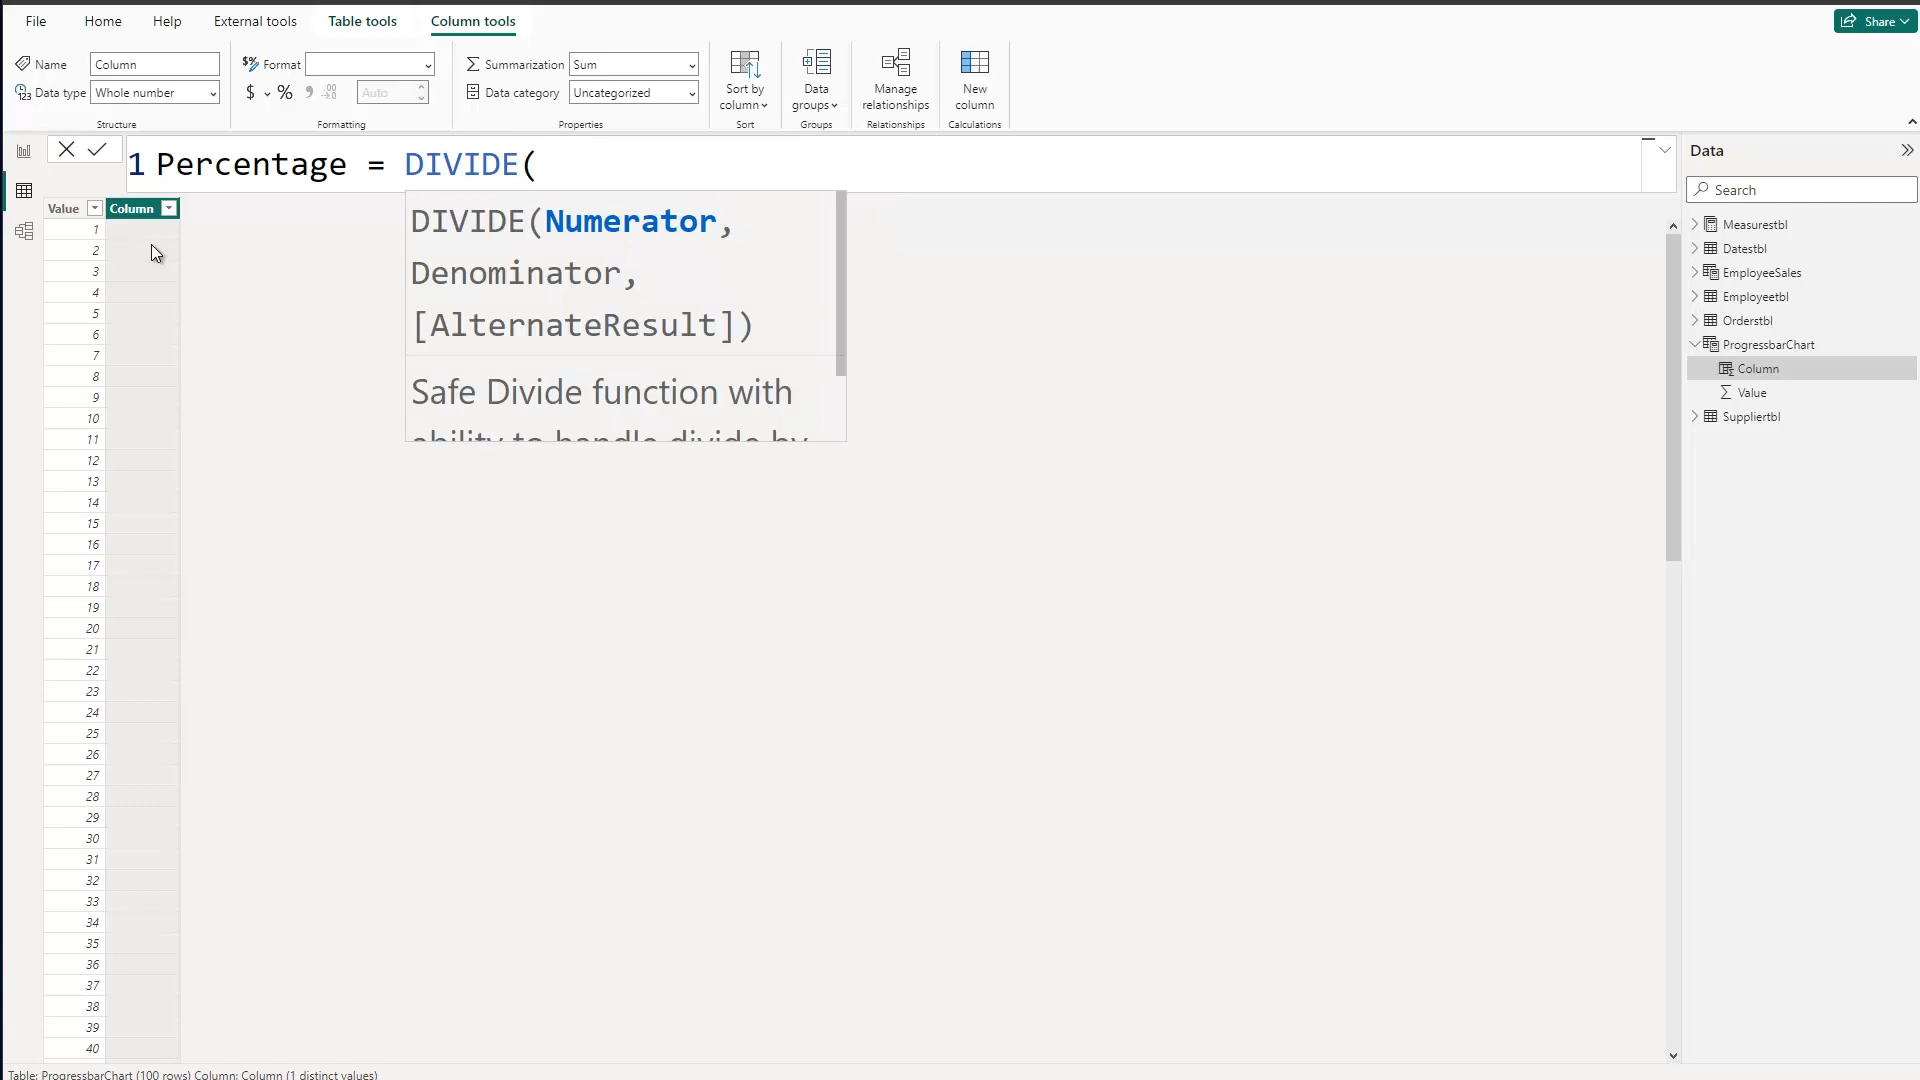 File Home Help External tools Table tools Column tools Share
Name Column
Data type Whole number
Structure
Format
$ % Auto
Formatting
Summarization Sum
Data category Uncategorized
Properties
Sort by
column
Sort
Data
groups
Groups
Manage
relationships
Relationships
New
column
Calculations
1 Percentage = DIVIDE(
DIVIDE(Numerator,
Denominator,
[AlternateResult])
Safe Divide function with
ability to handle divide by
Value Column
1
2
3
4
5
6
7
8
9
10
11
12
13
14
15
16
17
18
19
20
21
22
23
24
25
26
27
28
29
30
31
32
33
34
35
36
37
38
39
40
Data
Search
Measurestbl
Datestbl
EmployeeSales
Employeetbl
Orderstbl
ProgressbarChart
Column
Value
Suppliertbl
Table: ProgressbarChart (100 rows) Column: Column (1 distinct values)